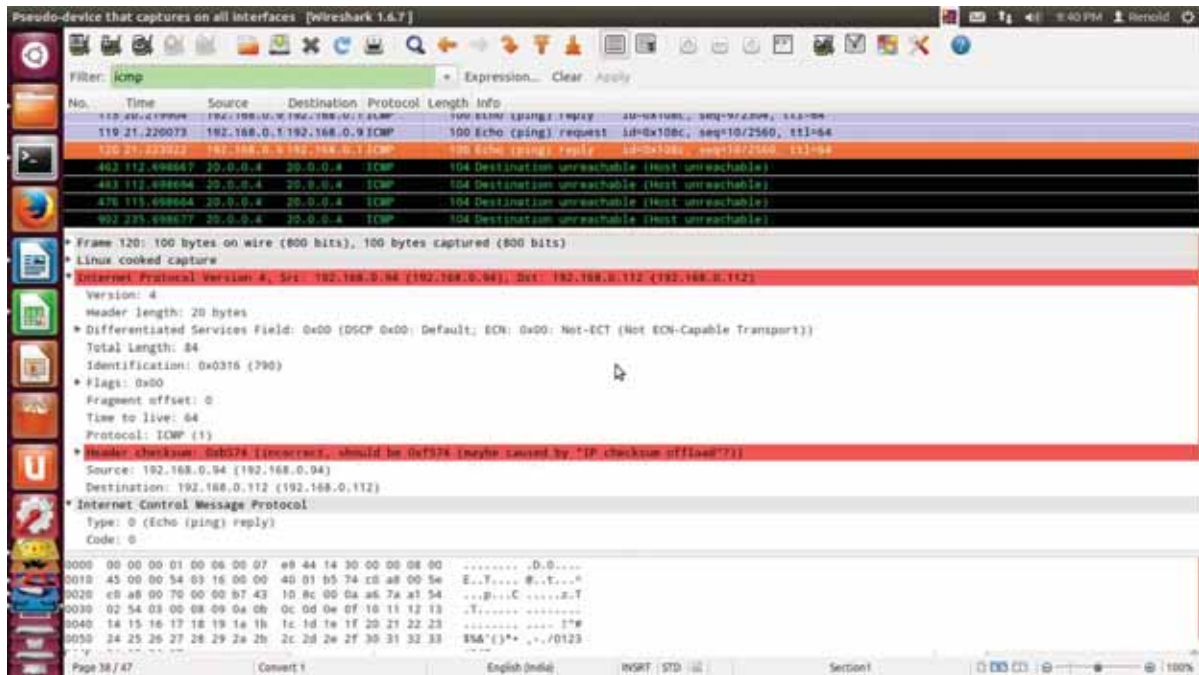 Pseudo-device that captures on all interfaces [Wireshark 1.6.7]
1:40 PM Renold
Filter: icmp Expression... Clear Apply
No. Time Source Destination Protocol Length Info
119 21.220073 192.168.0.1 192.168.0.9 ICMP 100 Echo (ping) request id=0x108c, seq=10/2560, ttl=64
120 21.223022 192.168.0.9 192.168.0.1 ICMP 100 Echo (ping) reply id=0x108c, seq=10/2560, ttl=64
462 112.698667 20.0.0.4 20.0.0.4 ICMP 104 Destination unreachable (Host unreachable)
463 112.698604 20.0.0.4 20.0.0.4 ICMP 104 Destination unreachable (Host unreachable)
476 115.698664 20.0.0.4 20.0.0.4 ICMP 104 Destination unreachable (Host unreachable)
902 235.698677 20.0.0.4 20.0.0.4 ICMP 104 Destination unreachable (Host unreachable)
Frame 120: 100 bytes on wire (800 bits), 100 bytes captured (800 bits)
Linux cooked capture
Internet Protocol Version 4, Src: 192.168.0.94 (192.168.0.94), Dst: 192.168.0.112 (192.168.0.112)
Version: 4
Header length: 20 bytes
Differentiated Services Field: 0x00 (DSCP 0x00: Default; ECN: 0x00: Not-ECT (Not ECN-Capable Transport))
Total Length: 84
Identification: 0x0316 (790)
Flags: 0x00
Fragment offset: 0
Time to live: 64
Protocol: ICMP (1)
Header checksum: 0xb574 [(incorrect, should be 0xf574 (maybe caused by "IP checksum offload"?)]
Source: 192.168.0.94 (192.168.0.94)
Destination: 192.168.0.112 (192.168.0.112)
Internet Control Message Protocol
Type: 0 (Echo (ping) reply)
Code: 0
0000 00 00 00 01 00 06 00 07 e9 44 14 30 00 00 08 00 ........ .D.0....
0010 45 00 00 54 03 16 00 00 40 01 b5 74 c0 a8 00 5e E..T.... @..t...^
0020 c0 a8 00 70 00 00 b7 43 10 8c 00 0a a6 7a a1 54 ...p...C .....z.T
0030 02 54 03 00 08 09 0a 0b 0c 0d 0e 0f 10 11 12 13 .T...... ........
0040 14 15 16 17 18 19 1a 1b 1c 1d 1e 1f 20 21 22 23 ........ .... !"#
0050 24 25 26 27 28 29 2a 2b 2c 2d 2e 2f 30 31 32 33 $%&'()*+ ,-./0123
Page 38 / 47 Convert 1 English (India) INSRT STD Section1 100%